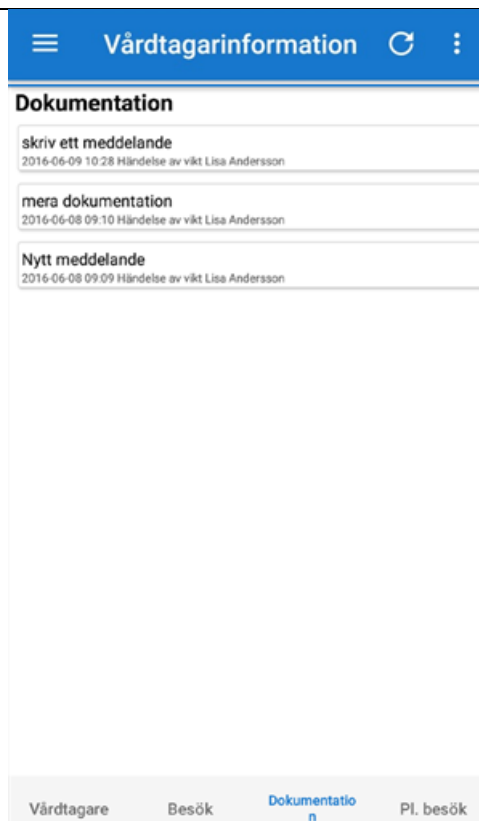 Vårdtagarinformation
Dokumentation
skriv ett meddelande
2016-06-09 10:28 Händelse av vikt Lisa Andersson
mera dokumentation
2016-06-08 09:10 Händelse av vikt Lisa Andersson
Nytt meddelande
2016-06-08 09:09 Händelse av vikt Lisa Andersson
Vårdtagare Besök Dokumentatio Pl. besök
n